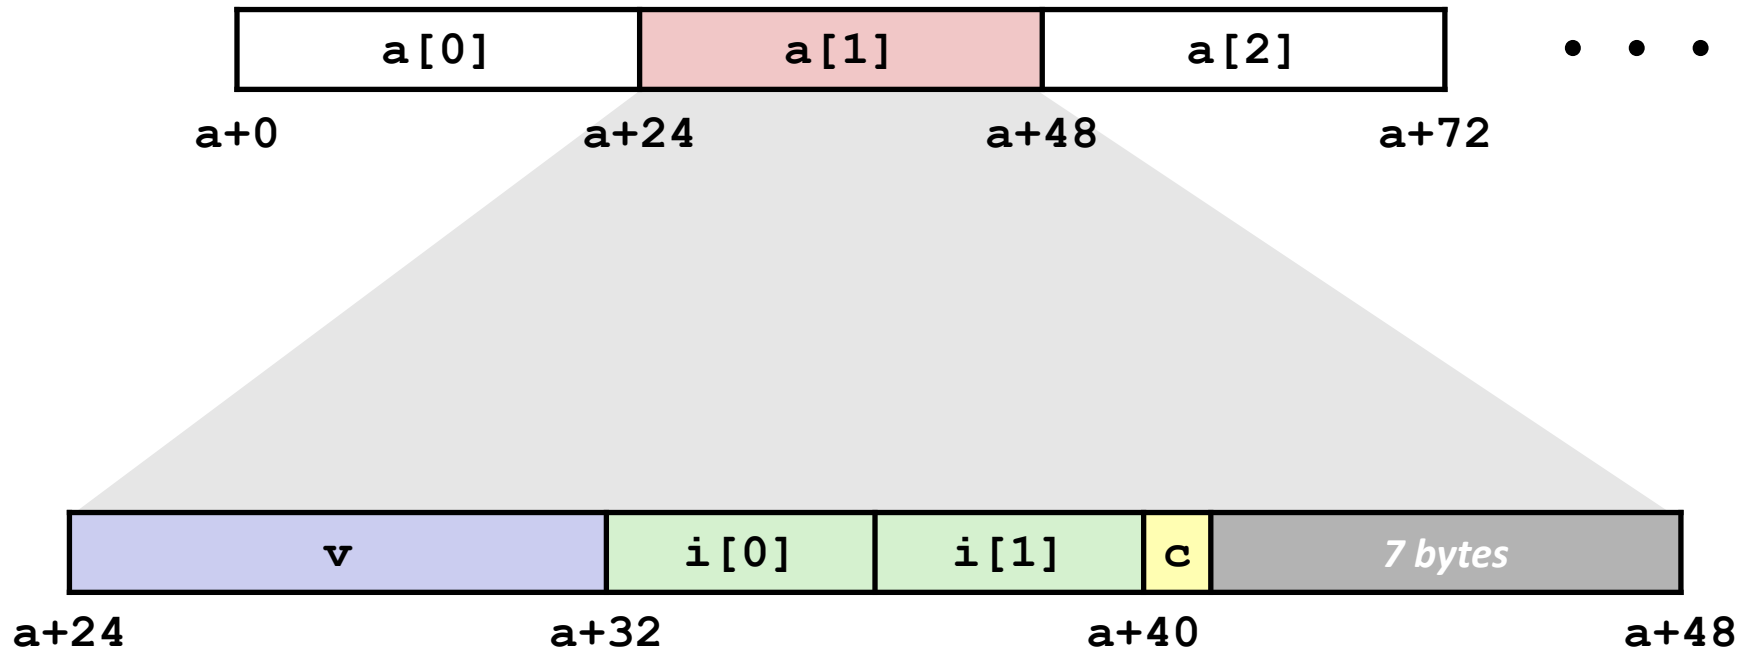 a[0] a[1] a[2] • • •
a+0 a+24 a+48 a+72
v i[0] i[1] c 7 bytes
a+24 a+32 a+40 a+48